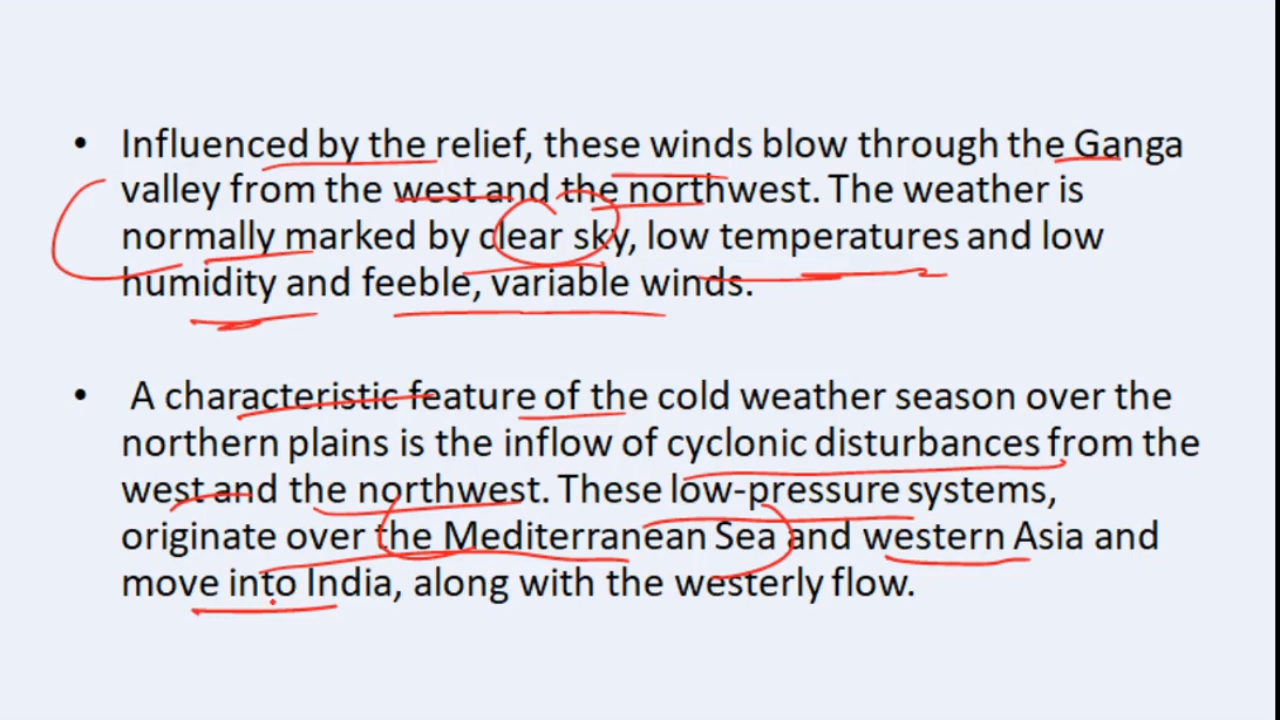 • Influenced by the relief, these winds blow through the Ganga
valley from the west and the northwest. The weather is
normally marked by clear sky, low temperatures and low
humidity and feeble, variable winds.
• A characteristic feature of the cold weather season over the
northern plains is the inflow of cyclonic disturbances from the
west and the northwest. These low-pressure systems,
originate over the Mediterranean Sea and western Asia and
move into India, along with the westerly flow.